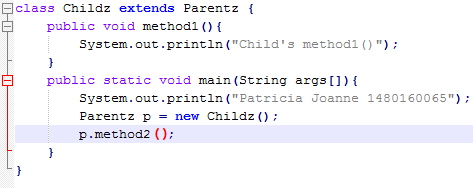 class Childz extends Parentz {
public void method1(){
System.out.println("Child's method1()");
}
public static void main(String args[]){
System.out.println("Patricia Joanne 1480160065");
Parentz p = new Childz();
p.method2();
}
}